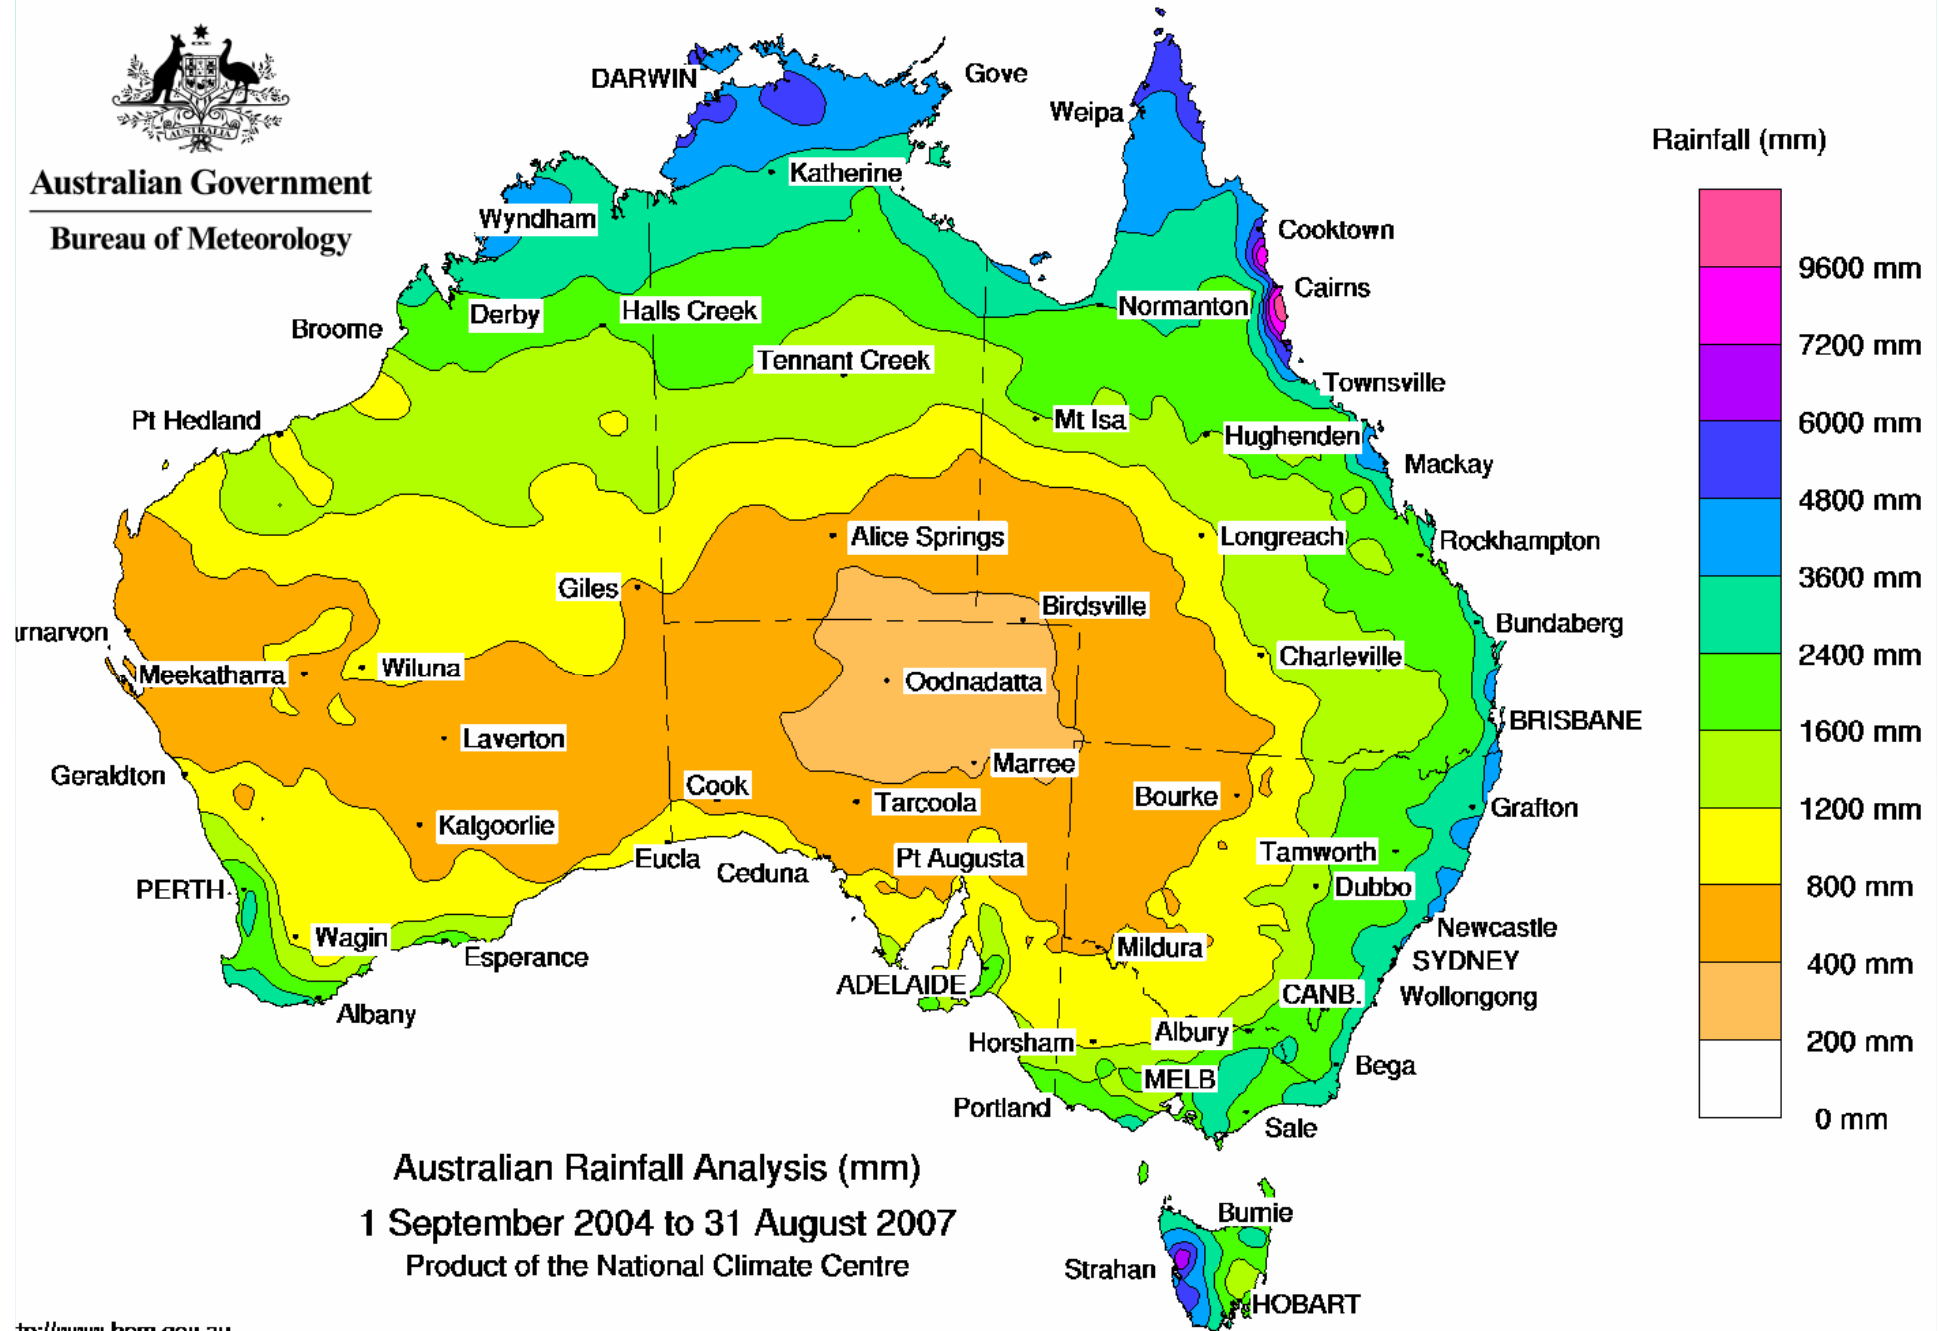 AUSTRALIA
Australian Government
Bureau of Meteorology
DARWIN
Gove
Weipa
Katherine
Wyndham
Cooktown
Cairns
Derby
Halls Creek
Normanton
Broome
Tennant Creek
Townsville
Pt Hedland
Mt Isa
Hughenden
Mackay
Alice Springs
Longreach
Rockhampton
Giles
Birdsville
Bundaberg
arnarvon
Meekatharra
Wiluna
Charleville
Oodnadatta
BRISBANE
Laverton
Marree
Geraldton
Cook
Tarcoola
Bourke
Grafton
Kalgoorlie
Eucla
Ceduna
Pt Augusta
Tamworth
PERTH
Dubbo
Wagin
Esperance
Mildura
Newcastle
SYDNEY
ADELAIDE
CANB.
Wollongong
Albany
Horsham
Albury
MELB
Bega
Portland
Sale
Burnie
Strahan
HOBART
Rainfall (mm)
9600 mm
7200 mm
6000 mm
4800 mm
3600 mm
2400 mm
1600 mm
1200 mm
800 mm
400 mm
200 mm
0 mm
Australian Rainfall Analysis (mm)
1 September 2004 to 31 August 2007
Product of the National Climate Centre